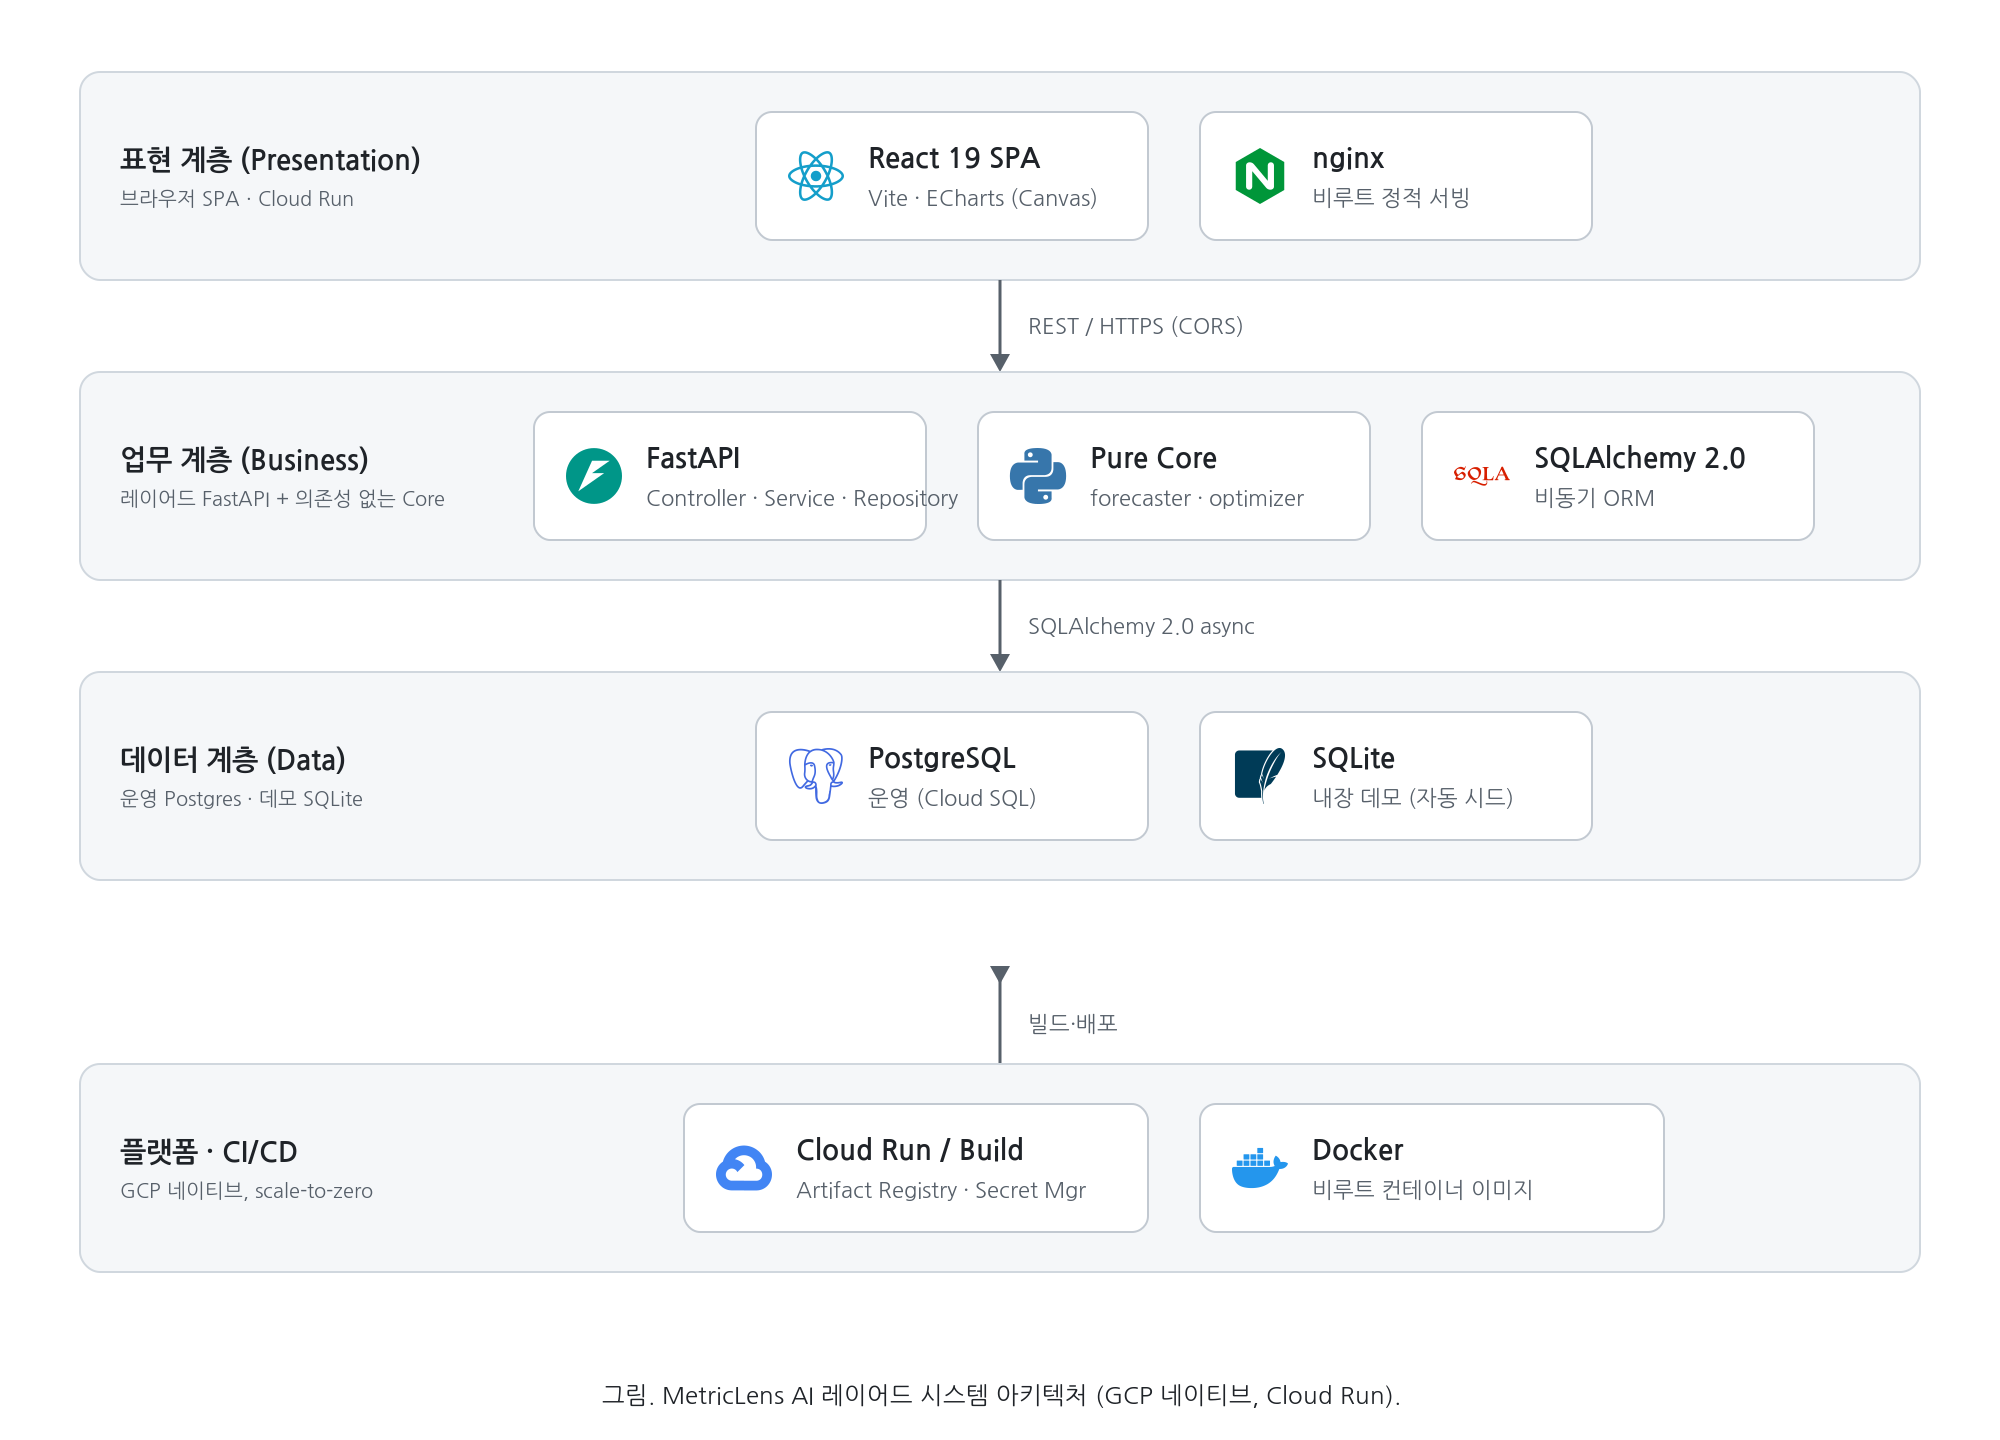 표현 계층 (Presentation)
브라우저 SPA · Cloud Run
React 19 SPA
Vite · ECharts (Canvas)
nginx
비루트 정적 서빙
REST / HTTPS (CORS)
업무 계층 (Business)
레이어드 FastAPI + 의존성 없는 Core
FastAPI
Controller · Service · Repository
Pure Core
forecaster · optimizer
SQLA
SQLAlchemy 2.0
비동기 ORM
SQLAlchemy 2.0 async
데이터 계층 (Data)
운영 Postgres · 데모 SQLite
PostgreSQL
운영 (Cloud SQL)
SQLite
내장 데모 (자동 시드)
빌드·배포
플랫폼 · CI/CD
GCP 네이티브, scale-to-zero
Cloud Run / Build
Artifact Registry · Secret Mgr
Docker
비루트 컨테이너 이미지
그림. MetricLens AI 레이어드 시스템 아키텍처 (GCP 네이티브, Cloud Run).